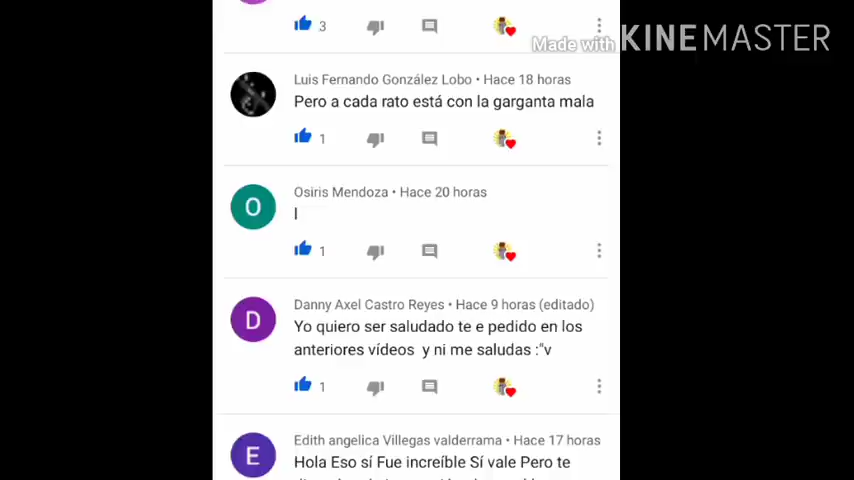 3
Made with KINEMASTER
Luis Fernando González Lobo • Hace 18 horas
Pero a cada rato está con la garganta mala
1
O
Osiris Mendoza • Hace 20 horas
l
1
D
Danny Axel Castro Reyes • Hace 9 horas (editado)
Yo quiero ser saludado te e pedido en los
anteriores vídeos y ni me saludas :"v
1
E
Edith angelica Villegas valderrama • Hace 17 horas
Hola Eso sí Fue increíble Sí vale Pero te